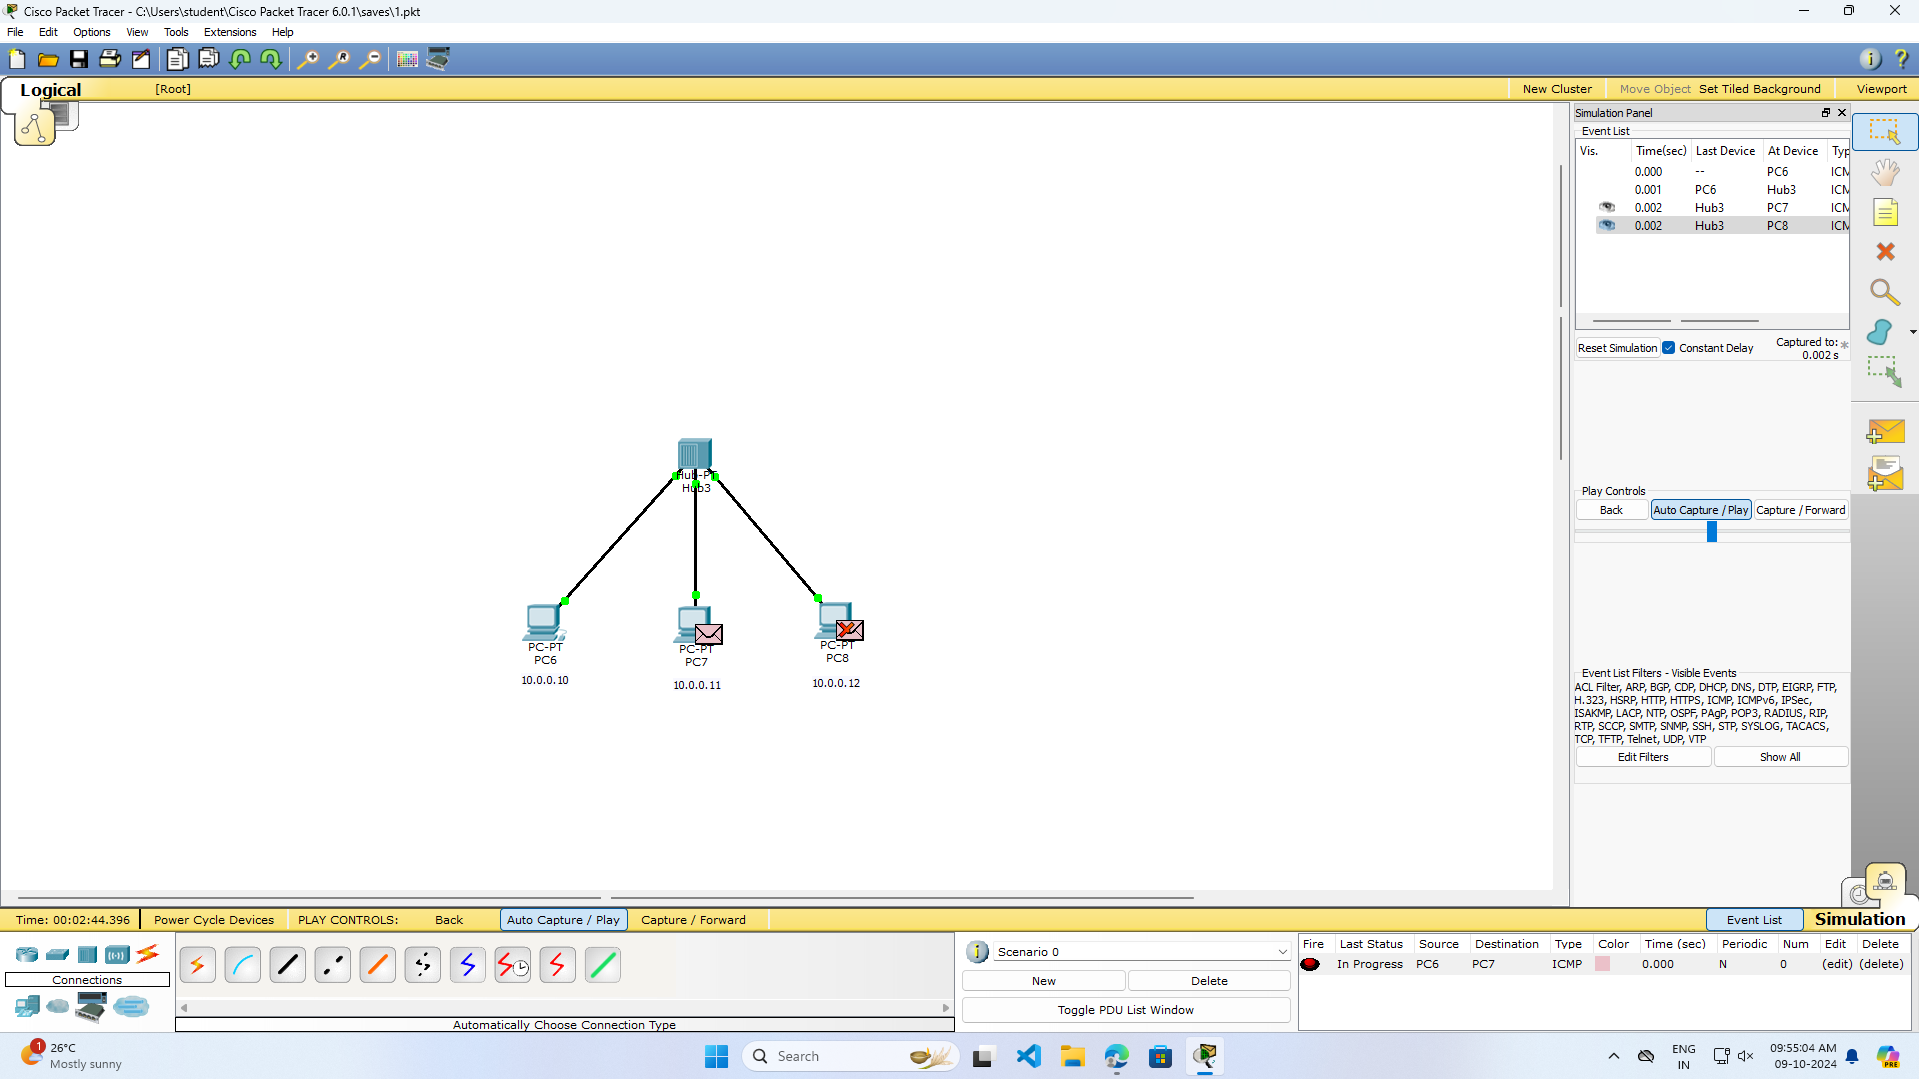 Cisco Packet Tracer - C:\Users\student\Cisco Packet Tracer 6.0.1\saves\1.pkt
File Edit Options View Tools Extensions Help
Logical [Root] New Cluster Move Object Set Tiled Background Viewport
Simulation Panel
Event List
Vis. Time(sec) Last Device At Device Typ
0.000 -- PC6 ICM
0.001 PC6 Hub3 ICM
0.002 Hub3 PC7 ICM
0.002 Hub3 PC8 ICM
Reset Simulation Constant Delay Captured to: *
0.002 s
Hub-PT
Hub3
Play Controls
Back Auto Capture / Play Capture / Forward
PC-PT
PC6
10.0.0.10
PC-PT
PC7
10.0.0.11
PC-PT
PC8
10.0.0.12
Event List Filters - Visible Events
ACL Filter, ARP, BGP, CDP, DHCP, DNS, DTP, EIGRP, FTP,
H.323, HSRP, HTTP, HTTPS, ICMP, ICMPv6, IPSec,
ISAKMP, LACP, NTP, OSPF, PAgP, POP3, RADIUS, RIP,
RTP, SCCP, SMTP, SNMP, SSH, STP, SYSLOG, TACACS,
TCP, TFTP, Telnet, UDP, VTP
Edit Filters Show All
Time: 00:02:44.396 Power Cycle Devices PLAY CONTROLS: Back Auto Capture / Play Capture / Forward Event List Simulation
Connections
Automatically Choose Connection Type
Scenario 0
New Delete
Toggle PDU List Window
Fire Last Status Source Destination Type Color Time (sec) Periodic Num Edit Delete
In Progress PC6 PC7 ICMP 0.000 N 0 (edit) (delete)
1
26°C
Mostly sunny
Search
ENG
IN
09:55:04 AM
09-10-2024
PRE